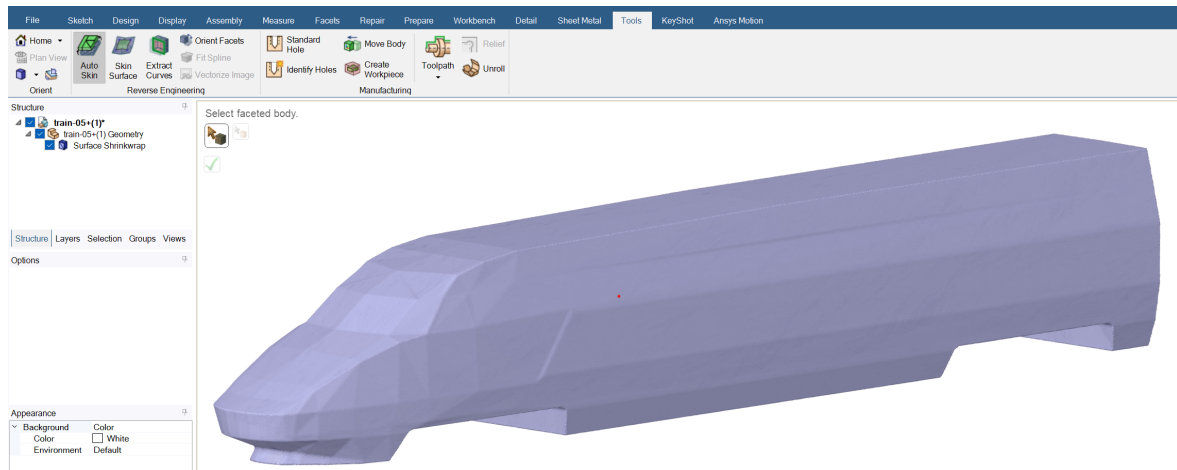 File Sketch Design Display Assembly Measure Facets Repair Prepare Workbench Detail Sheet Metal Tools KeyShot Ansys Motion
Home
Plan View
Auto Skin
Skin Surface
Extract Curves
Orient Facets
Fit Spline
Vectorize Image
Standard Hole
Identify Holes
Move Body
Create Workpiece
Toolpath
Relief
Unroll
Orient Reverse Engineering Manufacturing
Structure
train-05+(1)*
train-05+(1) Geometry
Surface Shrinkwrap
Structure Layers Selection Groups Views
Options
Appearance
Background Color
Color White
Environment Default
Select faceted body.